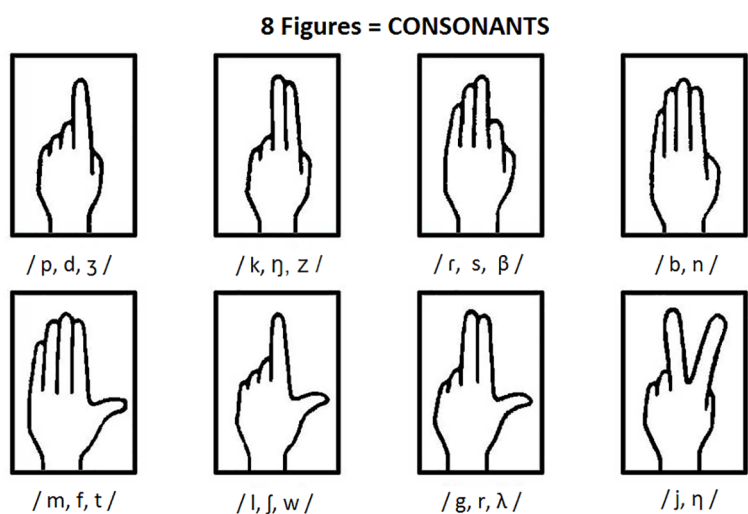 8 Figures = CONSONANTS
/ p, d, ʒ /
/ k, ŋ, z /
/ ɾ, s, β /
/ b, n /
/ m, f, t /
/ l, ʃ, w /
/ g, r, λ /
/ j, η /